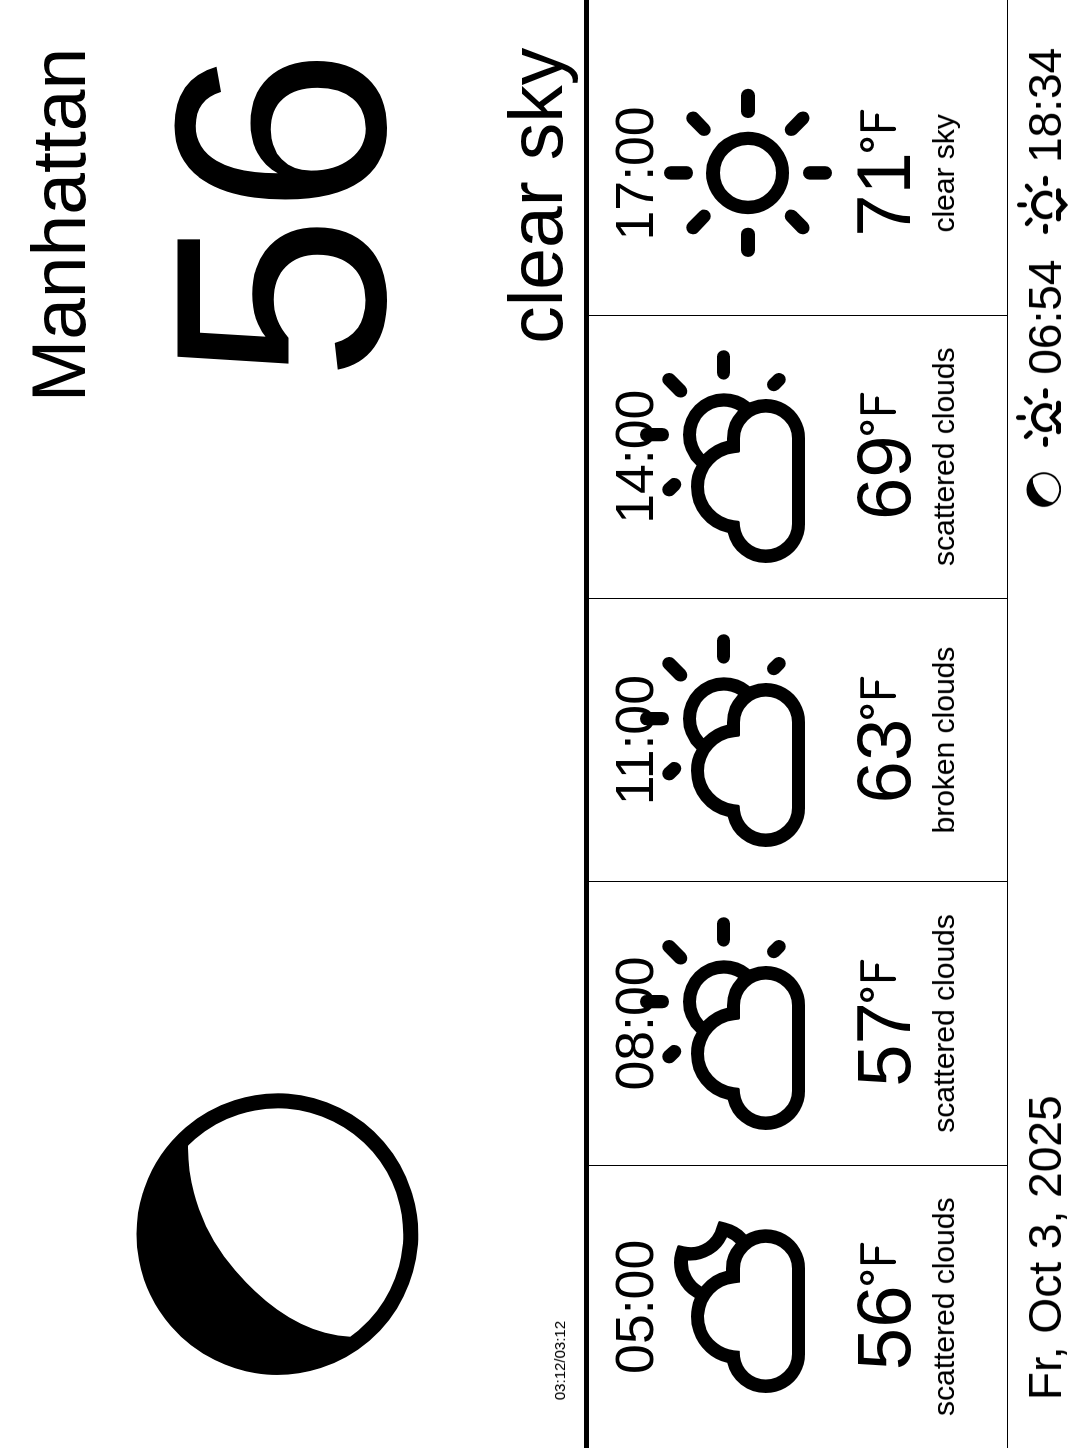 Manhattan
56
clear sky
03:12/03:12
05:00
56°F
scattered clouds
08:00
57°F
scattered clouds
11:00
63°F
broken clouds
14:00
69°F
scattered clouds
17:00
71°F
clear sky
Fr, Oct 3, 2025
06:54
18:34